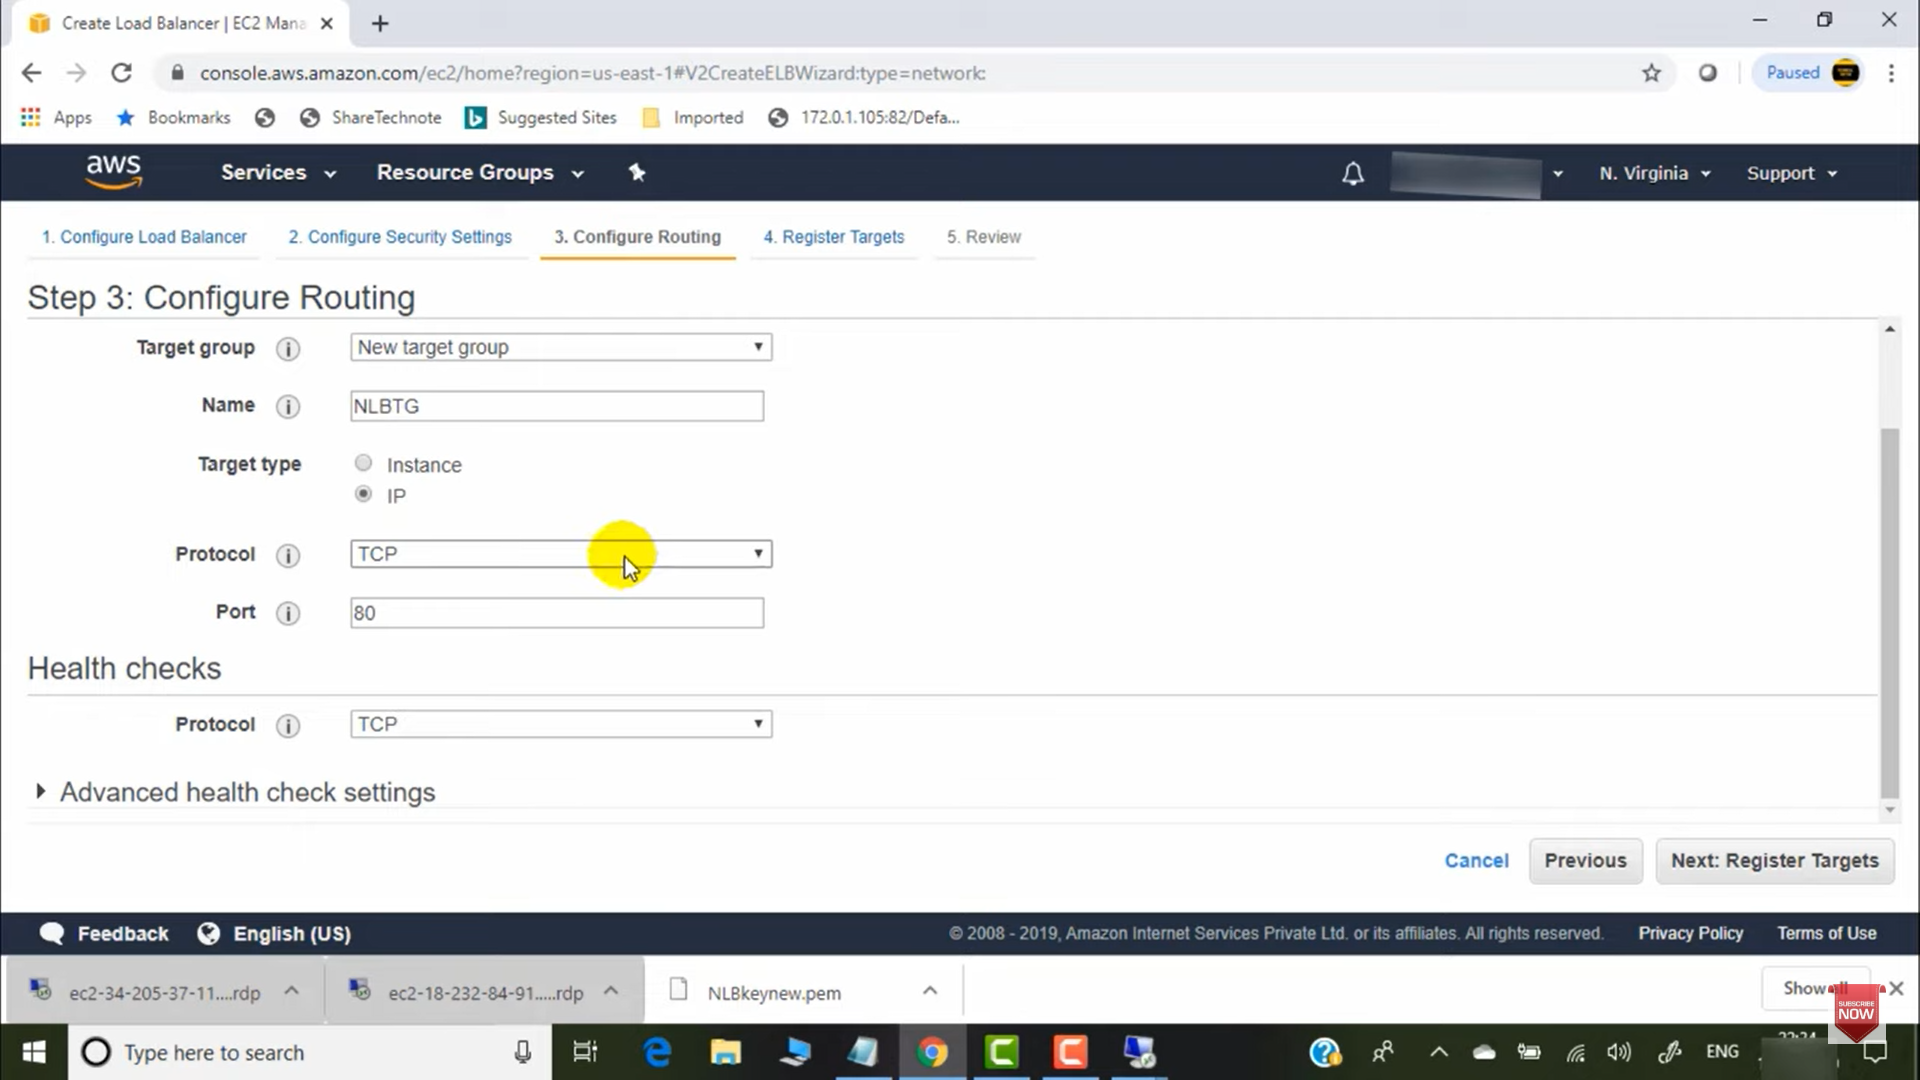 Create Load Balancer | EC2 Mana
console.aws.amazon.com/ec2/home?region=us-east-1#V2CreateELBWizard:type=network:
Paused
Apps Bookmarks ShareTechnote Suggested Sites Imported 172.0.1.105:82/Defa...
aws Services Resource Groups N. Virginia Support
1. Configure Load Balancer 2. Configure Security Settings 3. Configure Routing 4. Register Targets 5. Review
Step 3: Configure Routing
Target group i New target group
Name i NLBTG
Target type Instance
IP
Protocol i TCP
Port i 80
Health checks
Protocol i TCP
Advanced health check settings
Cancel Previous Next: Register Targets
Feedback English (US) © 2008 - 2019, Amazon Internet Services Private Ltd. or its affiliates. All rights reserved. Privacy Policy Terms of Use
ec2-34-205-37-11....rdp ec2-18-232-84-91.....rdp NLBkeynew.pem Show
SUBSCRIBE
NOW
Type here to search ENG